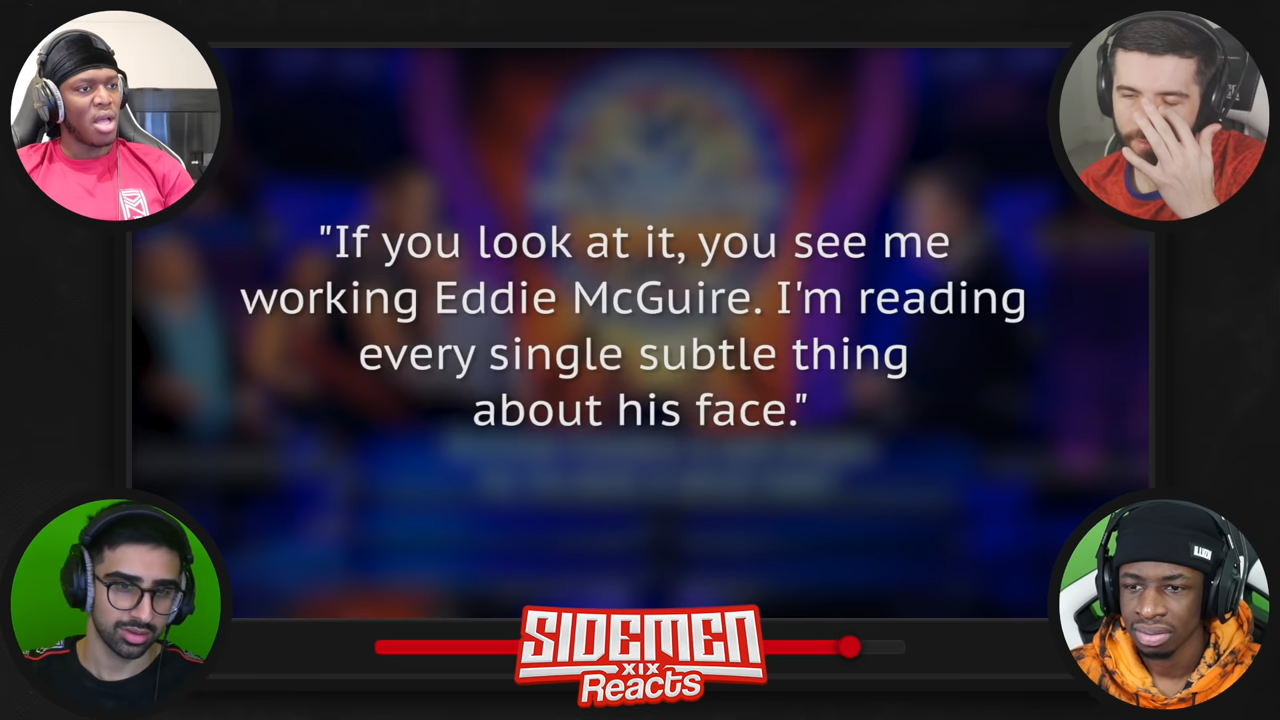 "If you look at it, you see me
working Eddie McGuire. I'm reading
every single subtle thing
about his face."
SIDEMEN
XIX
Reacts